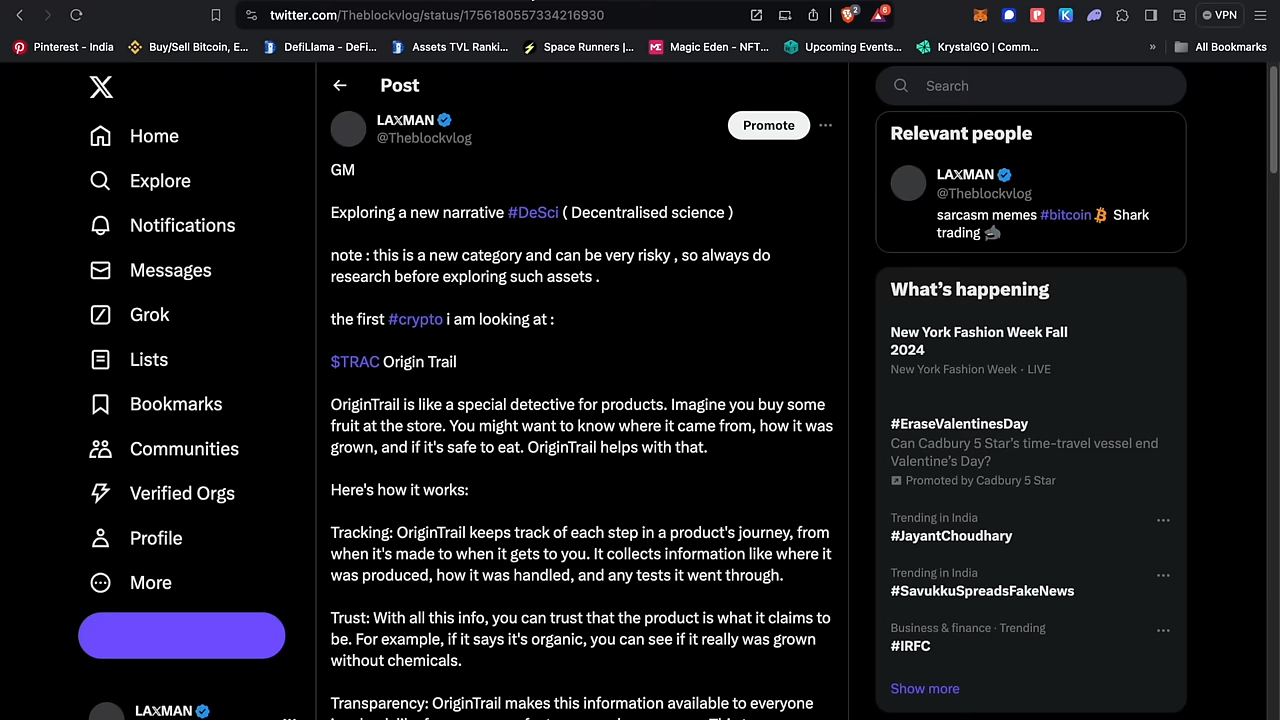 twitter.com/Theblockvlog/status/1756180557334216930
2
6
VPN
Pinterest - India
Buy/Sell Bitcoin, E...
DefiLlama - DeFi...
Assets TVL Ranki...
Space Runners |...
Magic Eden - NFT...
Upcoming Events...
KrystalGO | Comm...
»
All Bookmarks
Home
Explore
Notifications
Messages
Grok
Lists
Bookmarks
Communities
Verified Orgs
Profile
More
LAXMAN
Post
LAXMAN
@Theblockvlog
Promote
GM
Exploring a new narrative #DeSci ( Decentralised science )
note : this is a new category and can be very risky , so always do
research before exploring such assets .
the first #crypto i am looking at :
$TRAC Origin Trail
OriginTrail is like a special detective for products. Imagine you buy some
fruit at the store. You might want to know where it came from, how it was
grown, and if it's safe to eat. OriginTrail helps with that.
Here's how it works:
Tracking: OriginTrail keeps track of each step in a product's journey, from
when it's made to when it gets to you. It collects information like where it
was produced, how it was handled, and any tests it went through.
Trust: With all this info, you can trust that the product is what it claims to
be. For example, if it says it's organic, you can see if it really was grown
without chemicals.
Transparency: OriginTrail makes this information available to everyone
Search
Relevant people
LAXMAN
@Theblockvlog
sarcasm memes #bitcoin Shark
trading
What's happening
New York Fashion Week Fall
2024
New York Fashion Week · LIVE
#EraseValentinesDay
Can Cadbury 5 Star's time-travel vessel end
Valentine's Day?
Promoted by Cadbury 5 Star
Trending in India
#JayantChoudhary
Trending in India
#SavukkuSpreadsFakeNews
Business & finance · Trending
#IRFC
Show more